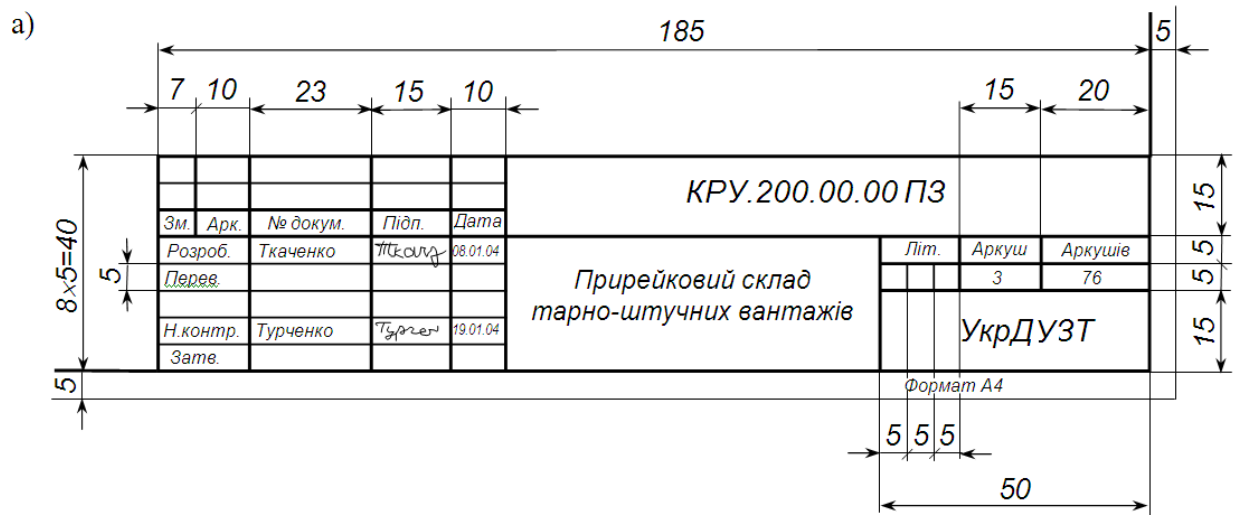 а)
185 5
7 10 23 15 10 15 20
КРУ.200.00.00 ПЗ
15
Зм. Арк. № докум. Підп. Дата
8×5=40
Розроб. Ткаченко 08.01.04
Літ. Аркуш Аркушів 5
5 Перев.
3 76 5
Прирейковий склад
тарно-штучних вантажів
УкрДУЗТ 15
Н.контр. Турченко 19.01.04
Затв.
5 Формат А4
5 5 5
50